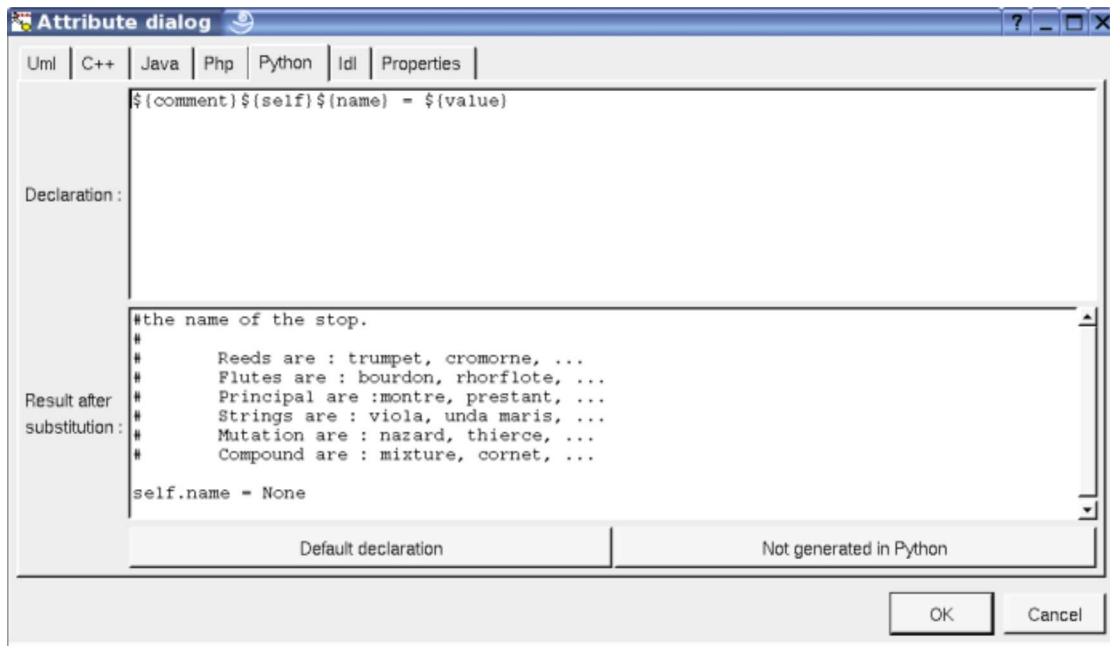 Attribute dialog
? _ X
Uml C++ Java Php Python Idl Properties
Declaration :
${comment}${self}${name} = ${value}
Result after
substitution :
#the name of the stop.
#
#       Reeds are : trumpet, cromorne, ...
#       Flutes are : bourdon, rhorflote, ...
#       Principal are :montre, prestant, ...
#       Strings are : viola, unda maris, ...
#       Mutation are : nazard, thierce, ...
#       Compound are : mixture, cornet, ...
self.name = None
Default declaration Not generated in Python
OK Cancel